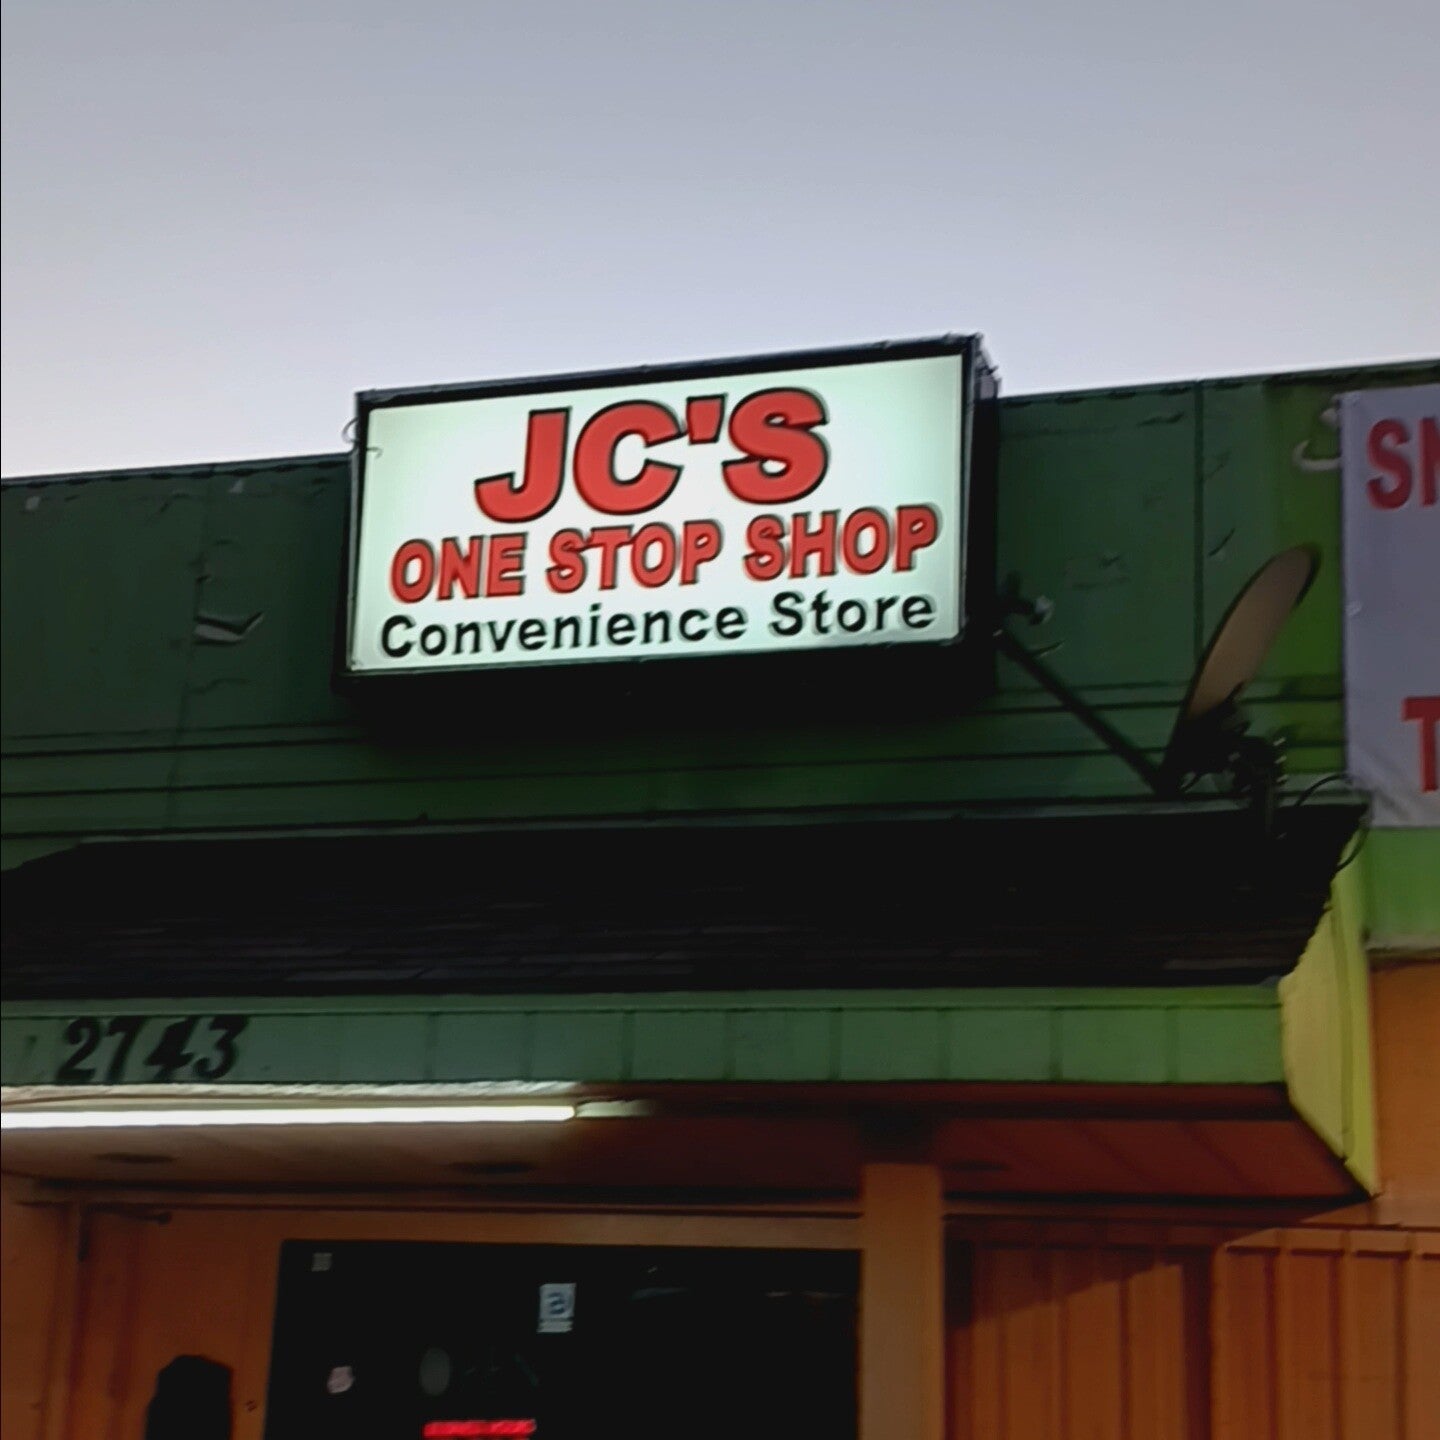 JC'S
ONE STOP SHOP
Convenience Store
2743